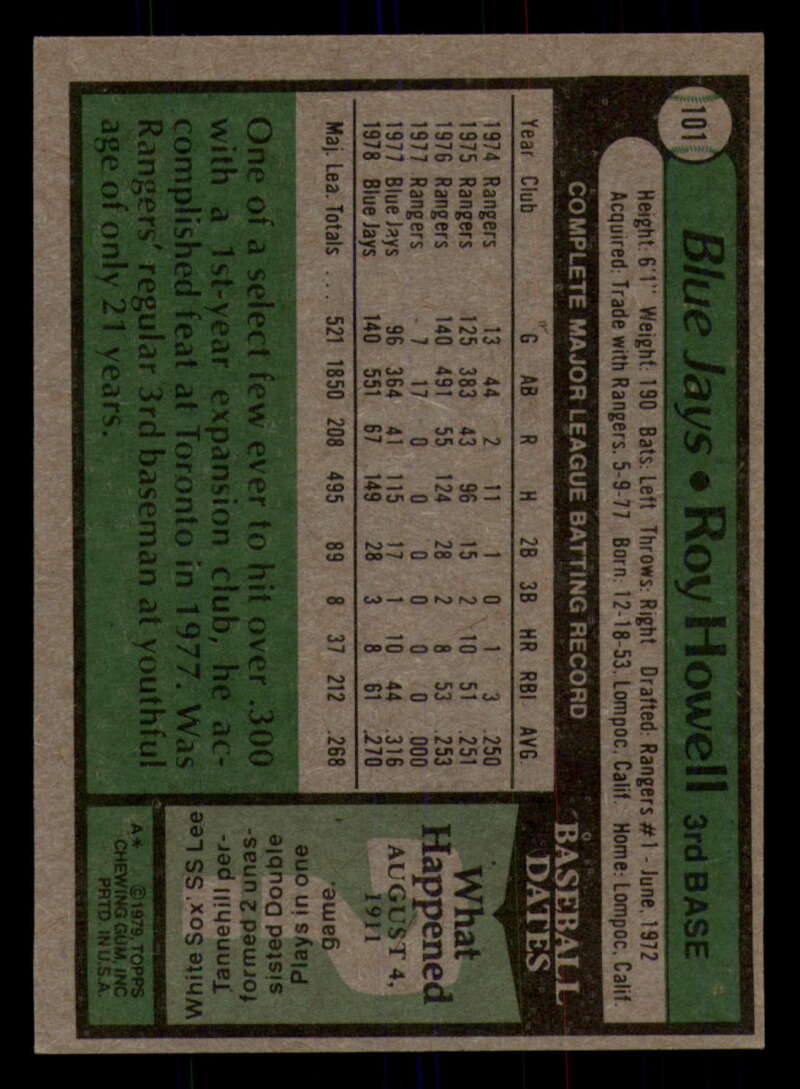 101
Blue Jays • Roy Howell 3rd BASE
Height: 6'1" Weight: 190 Bats: Left Throws: Right Drafted: Rangers #1 - June, 1972
Acquired: Trade with Rangers, 5-9-77 Born: 12-18-53, Lompoc, Calif. Home: Lompoc, Calif.
COMPLETE MAJOR LEAGUE BATTING RECORD
Year Club G AB R H 2B 3B HR RBI AVG.
1974 Rangers 13 44 2 11 1 0 1 3 .250
1975 Rangers 125 383 43 96 15 2 10 51 .251
1976 Rangers 140 491 55 124 28 2 8 53 .253
1977 Rangers 7 17 0 0 0 0 0 0 .000
1977 Blue Jays 96 364 41 115 17 1 10 44 .316
1978 Blue Jays 140 551 67 149 28 3 8 61 .270
Maj. Lea. Totals .... 521 1850 208 495 89 8 37 212 .268
One of a select few ever to hit over .300
with a 1st-year expansion club, he ac-
complished feat at Toronto in 1977. Was
Rangers' regular 3rd baseman at youthful
age of only 21 years.
BASEBALL
DATES
What
Happened
AUGUST 4,
1911
White Sox' SS Lee
Tannehill per-
formed 2 unas-
sisted Double
Plays in one
game.
A* ©1979, TOPPS
CHEWING GUM, INC
PRTD. IN U.S.A.